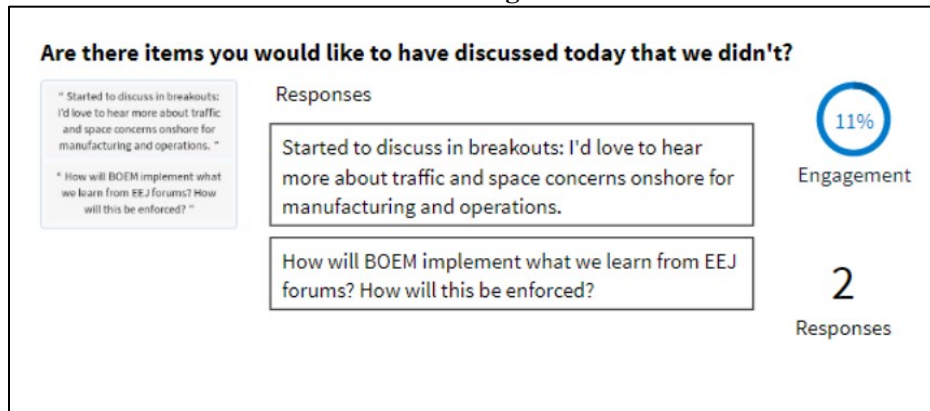 Are there items you would like to have discussed today that we didn't?
" Started to discuss in breakouts:
I'd love to hear more about traffic
and space concerns onshore for
manufacturing and operations. "
" How will BOEM implement what
we learn from EEJ forums? How
will this be enforced? "
Responses
Started to discuss in breakouts: I'd love to hear
more about traffic and space concerns onshore for
manufacturing and operations.
How will BOEM implement what we learn from EEJ
forums? How will this be enforced?
11%
Engagement
2
Responses